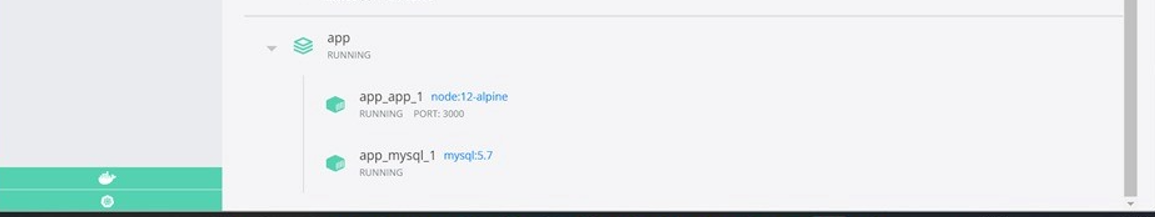 app
RUNNING
app_app_1 node:12-alpine
RUNNING PORT: 3000
app_mysql_1 mysql:5.7
RUNNING